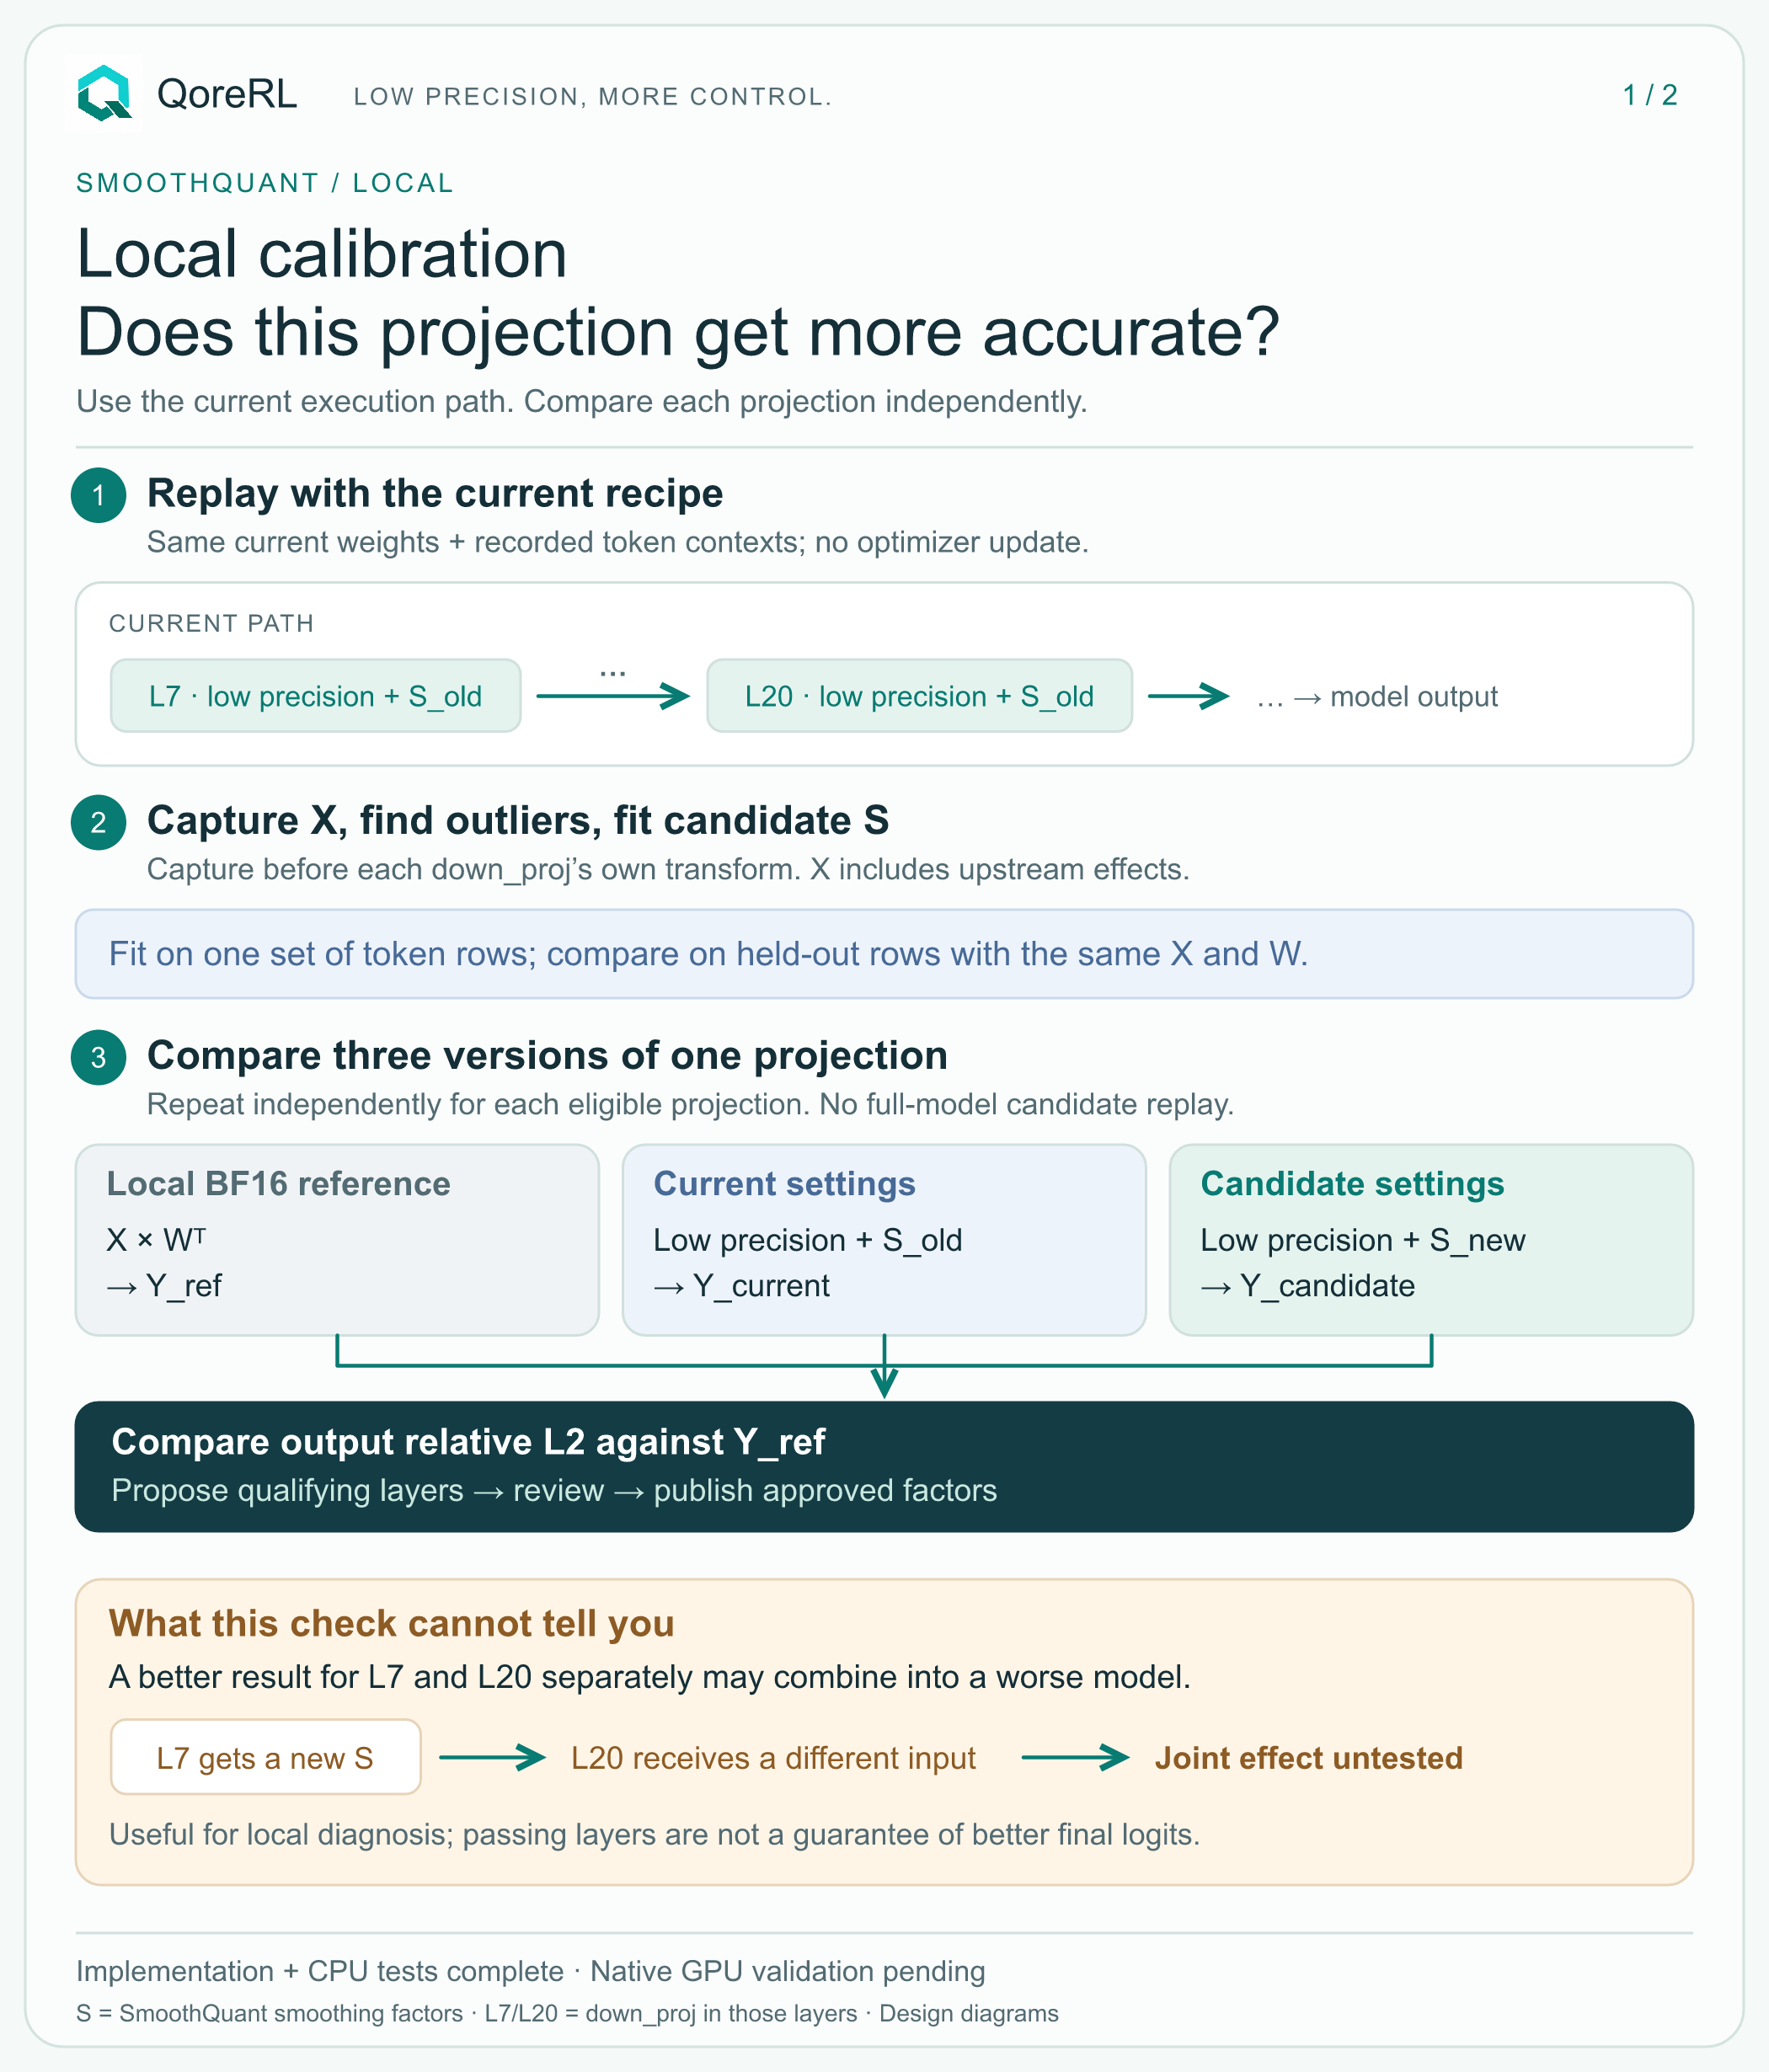 QoreRL
LOW PRECISION, MORE CONTROL.
1 / 2
SMOOTHQUANT / LOCAL
Local calibration
Does this projection get more accurate?
Use the current execution path. Compare each projection independently.
1
Replay with the current recipe
Same current weights + recorded token contexts; no optimizer update.
CURRENT PATH
L7 · low precision + S_old
...
L20 · low precision + S_old
... → model output
2
Capture X, find outliers, fit candidate S
Capture before each down_proj’s own transform. X includes upstream effects.
Fit on one set of token rows; compare on held-out rows with the same X and W.
3
Compare three versions of one projection
Repeat independently for each eligible projection. No full-model candidate replay.
Local BF16 reference
X × Wᵀ
→ Y_ref
Current settings
Low precision + S_old
→ Y_current
Candidate settings
Low precision + S_new
→ Y_candidate
Compare output relative L2 against Y_ref
Propose qualifying layers → review → publish approved factors
What this check cannot tell you
A better result for L7 and L20 separately may combine into a worse model.
L7 gets a new S
L20 receives a different input
Joint effect untested
Useful for local diagnosis; passing layers are not a guarantee of better final logits.
Implementation + CPU tests complete · Native GPU validation pending
S = SmoothQuant smoothing factors · L7/L20 = down_proj in those layers · Design diagrams